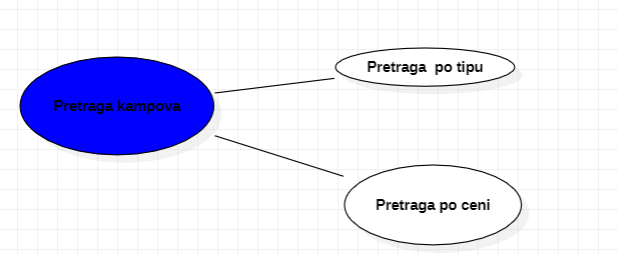 Pretraga  po tipu
Pretraga kampova
Pretraga po ceni